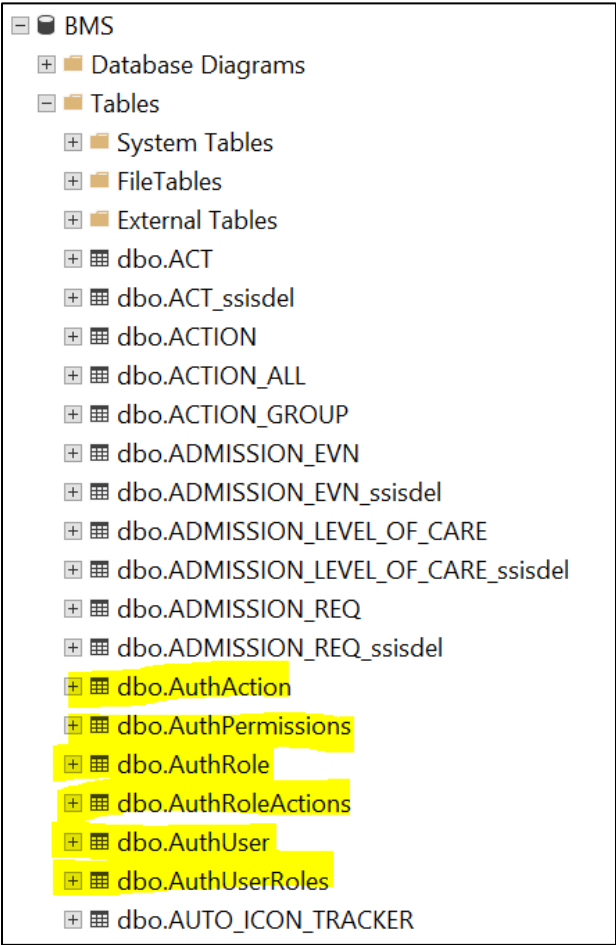 BMS
Database Diagrams
Tables
System Tables
FileTables
External Tables
dbo.ACT
dbo.ACT_ssisdel
dbo.ACTION
dbo.ACTION_ALL
dbo.ACTION_GROUP
dbo.ADMISSION_EVN
dbo.ADMISSION_EVN_ssisdel
dbo.ADMISSION_LEVEL_OF_CARE
dbo.ADMISSION_LEVEL_OF_CARE_ssisdel
dbo.ADMISSION_REQ
dbo.ADMISSION_REQ_ssisdel
dbo.AuthAction
dbo.AuthPermissions
dbo.AuthRole
dbo.AuthRoleActions
dbo.AuthUser
dbo.AuthUserRoles
dbo.AUTO_ICON_TRACKER